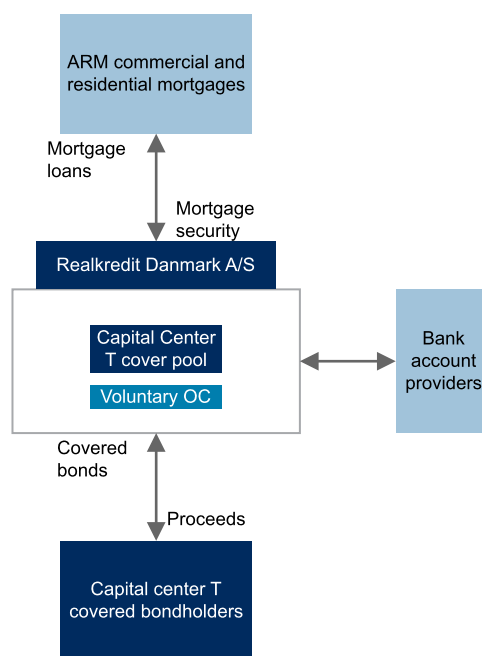 ARM commercial and
residential mortgages
Mortgage
loans
Mortgage
security
Realkredit Danmark A/S
Capital Center
T cover pool
Voluntary OC
Bank
account
providers
Covered
bonds
Proceeds
Capital center T
covered bondholders